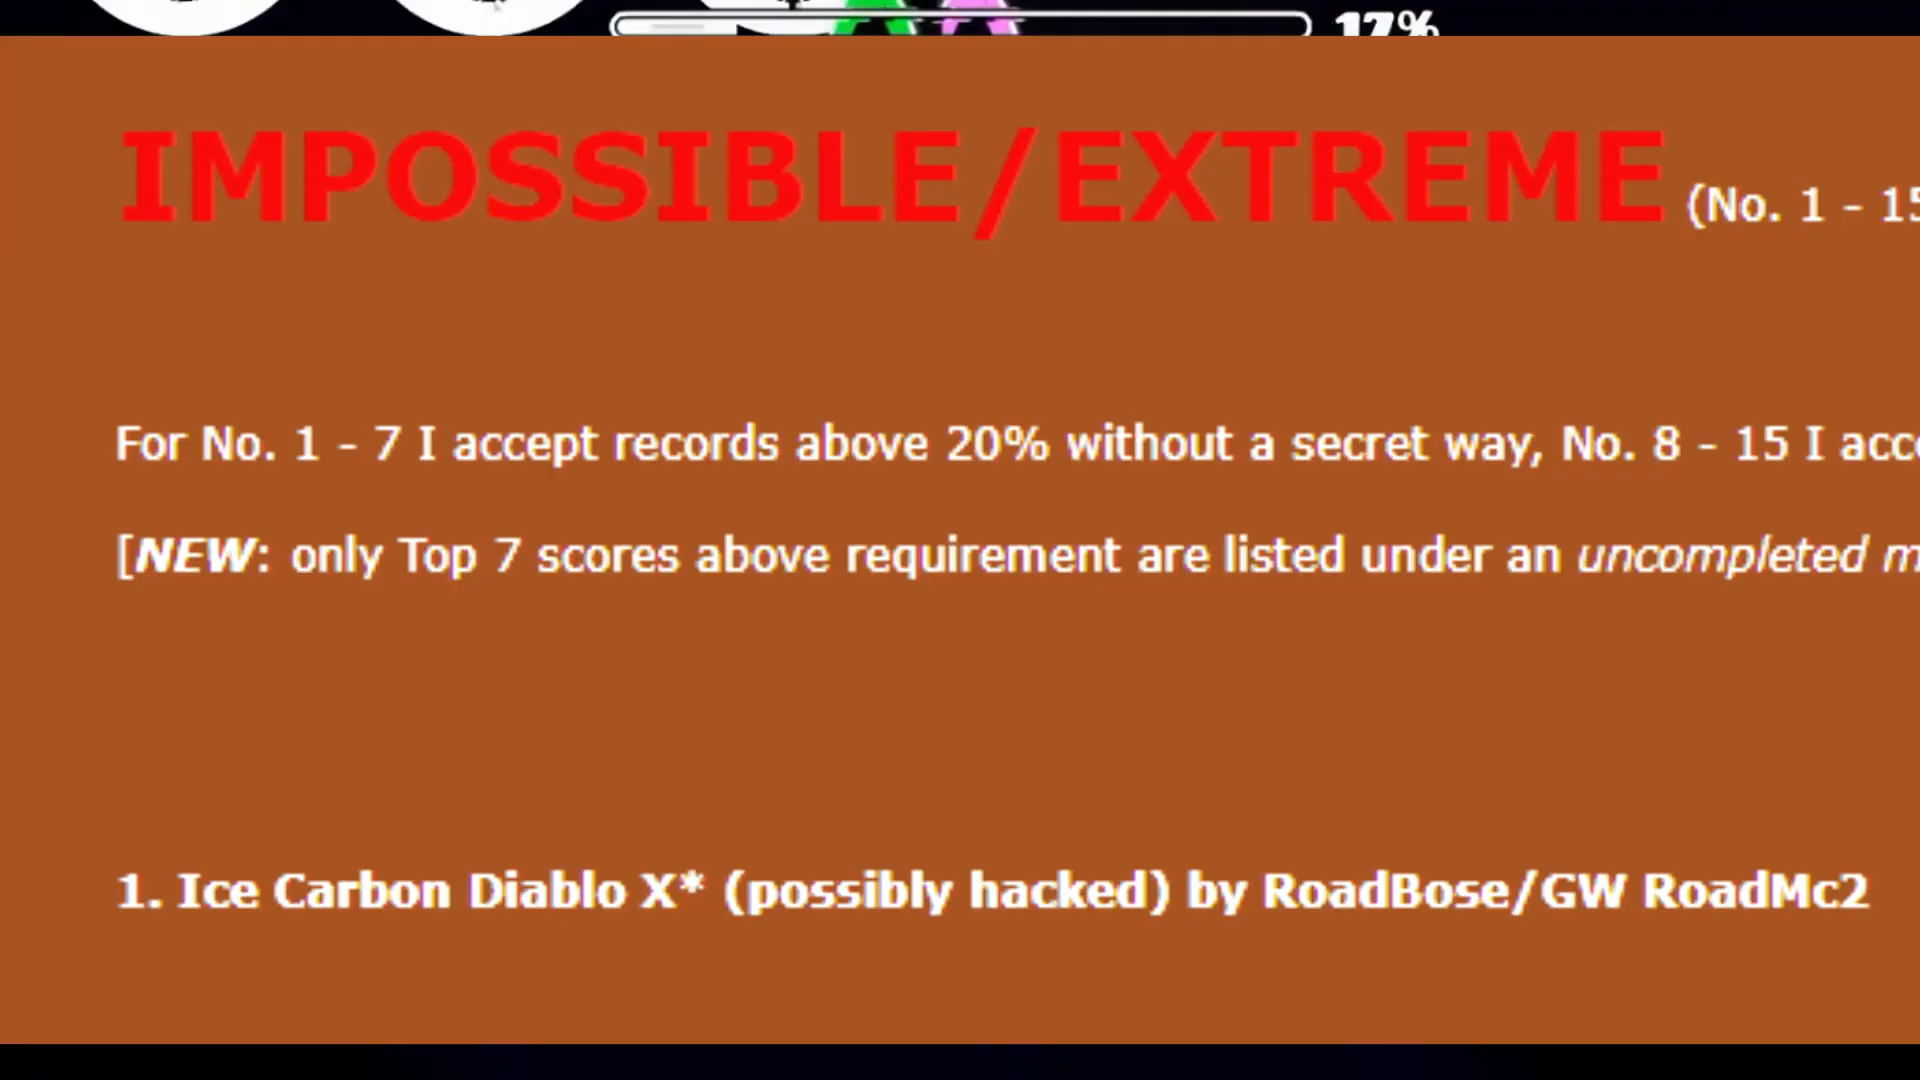 17%
IMPOSSIBLE/EXTREME (No. 1 - 15
For No. 1 - 7 I accept records above 20% without a secret way, No. 8 - 15 I acc
[NEW: only Top 7 scores above requirement are listed under an uncompleted m
1. Ice Carbon Diablo X* (possibly hacked) by RoadBose/GW RoadMc2